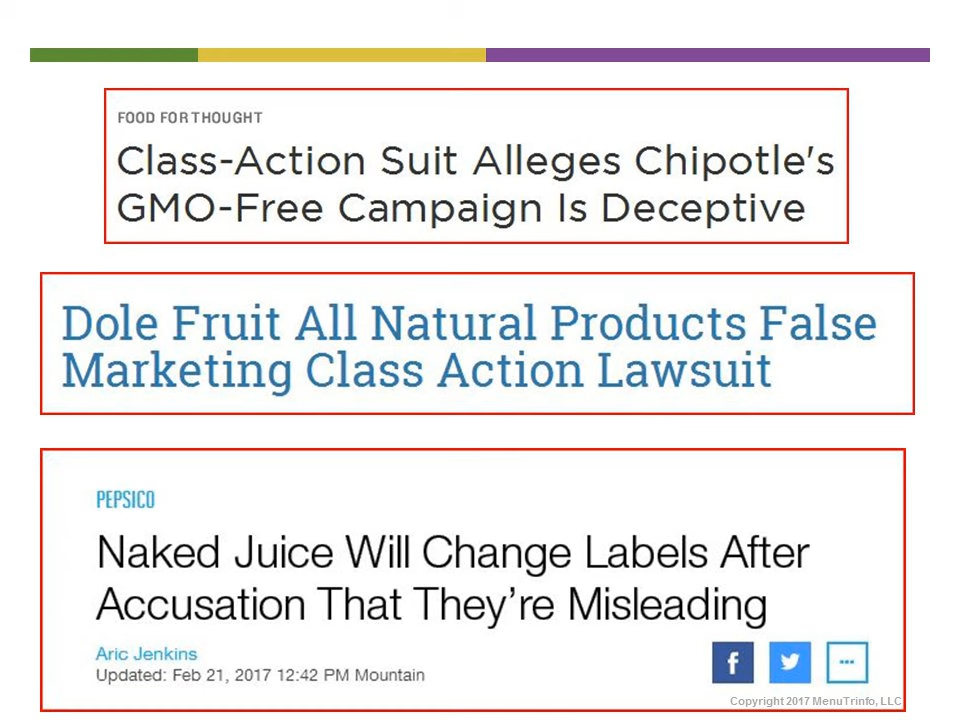 FOOD FOR THOUGHT
Class-Action Suit Alleges Chipotle's
GMO-Free Campaign Is Deceptive
Dole Fruit All Natural Products False
Marketing Class Action Lawsuit
PEPSICO
Naked Juice Will Change Labels After
Accusation That They’re Misleading
Aric Jenkins
Updated: Feb 21, 2017 12:42 PM Mountain
Copyright 2017 MenuTrinfo, LLC